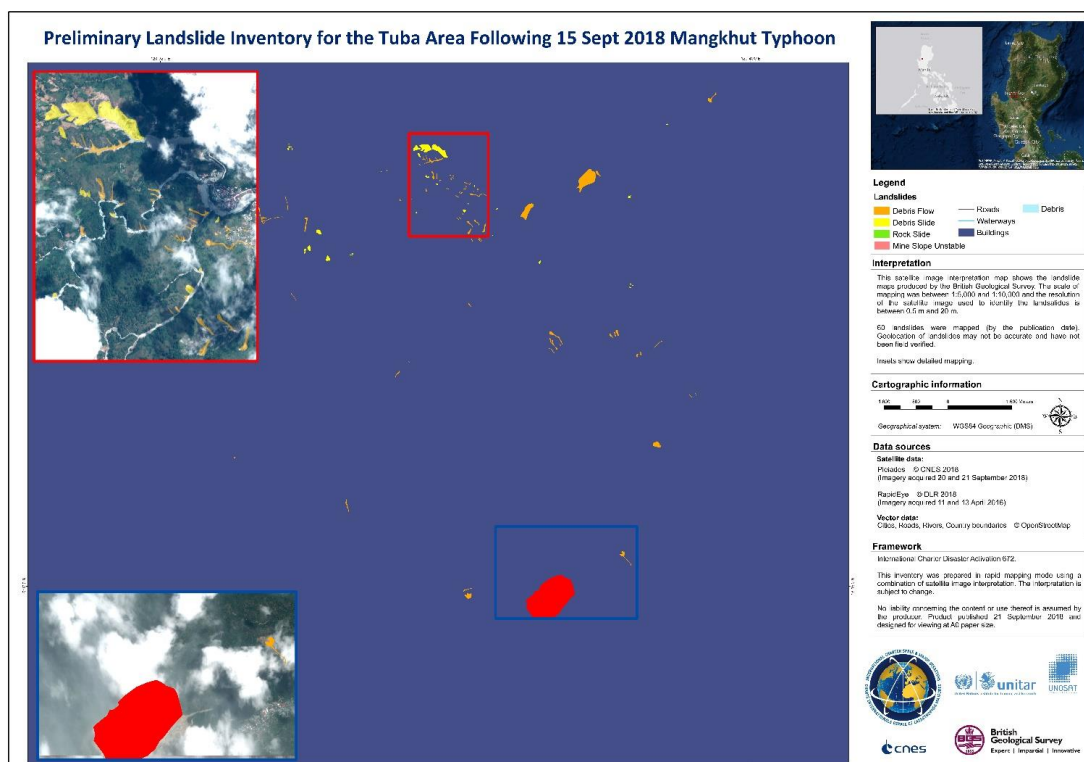 Preliminary Landslide Inventory for the Tuba Area Following 15 Sept 2018 Mangkhut Typhoon
Legend
Landslides
Debris Flow
Debris Slide
Rock Slide
Mine Slope Unstable
Roads
Waterways
Buildings
Debris
Interpretation
This satellite image interpretation map shows the landslide
maps produced by the British Geological Survey. The scale of
mapping was between 1:5,000 and 1:10,000 and the resolution
of the satellite image used to identify the landsalides is
between 0.5 m and 20 m.
60 landslides were mapped (by the publication date).
Geolocation of landslides may not be accurate and have not
been field verified.
Insets show detailed mapping.
Cartographic information
Geographical system: WGS84 Geographic (DMS)
Data sources
Satellite data:
Pleiades © CNES 2018
(Imagery acquired 20 and 21 September 2018)
RapidEye © DLR 2018
(Imagery acquired 11 and 13 April 2016)
Vector data:
Cities, Roads, Rivers, Country boundaries © OpenStreetMap
Framework
International Charter Disaster Activation 672.
This inventory was prepared in rapid mapping mode using a
combination of satellite image interpretation. The interpretation is
subject to change.
No liability concerning the content or use thereof is assumed by
the producer. Product published 21 September 2018 and
designed for viewing at A0 paper size.
unitar
UNOSAT
cnes
BGS
British
Geological Survey
Expert | Impartial | Innovative